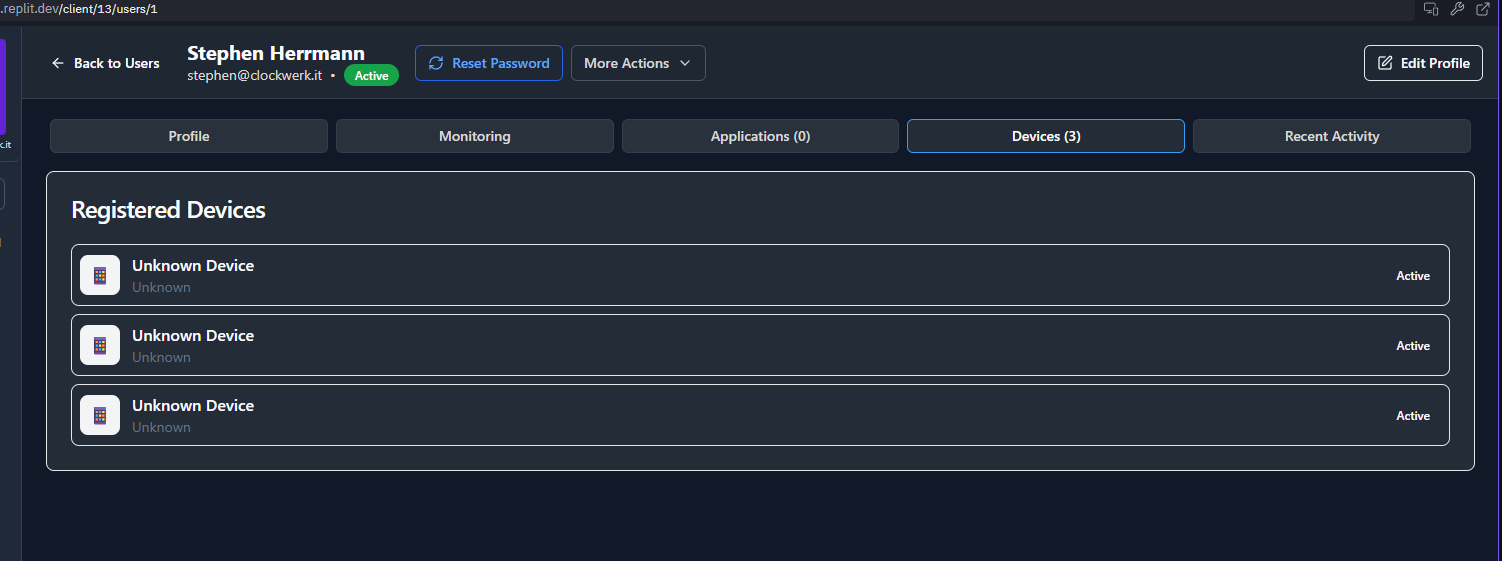 .replit.dev/client/13/users/1
Back to Users
Stephen Herrmann
stephen@clockwerk.it • Active
Reset Password
More Actions
Edit Profile
Profile
Monitoring
Applications (0)
Devices (3)
Recent Activity
Registered Devices
Unknown Device
Unknown
Active
Unknown Device
Unknown
Active
Unknown Device
Unknown
Active